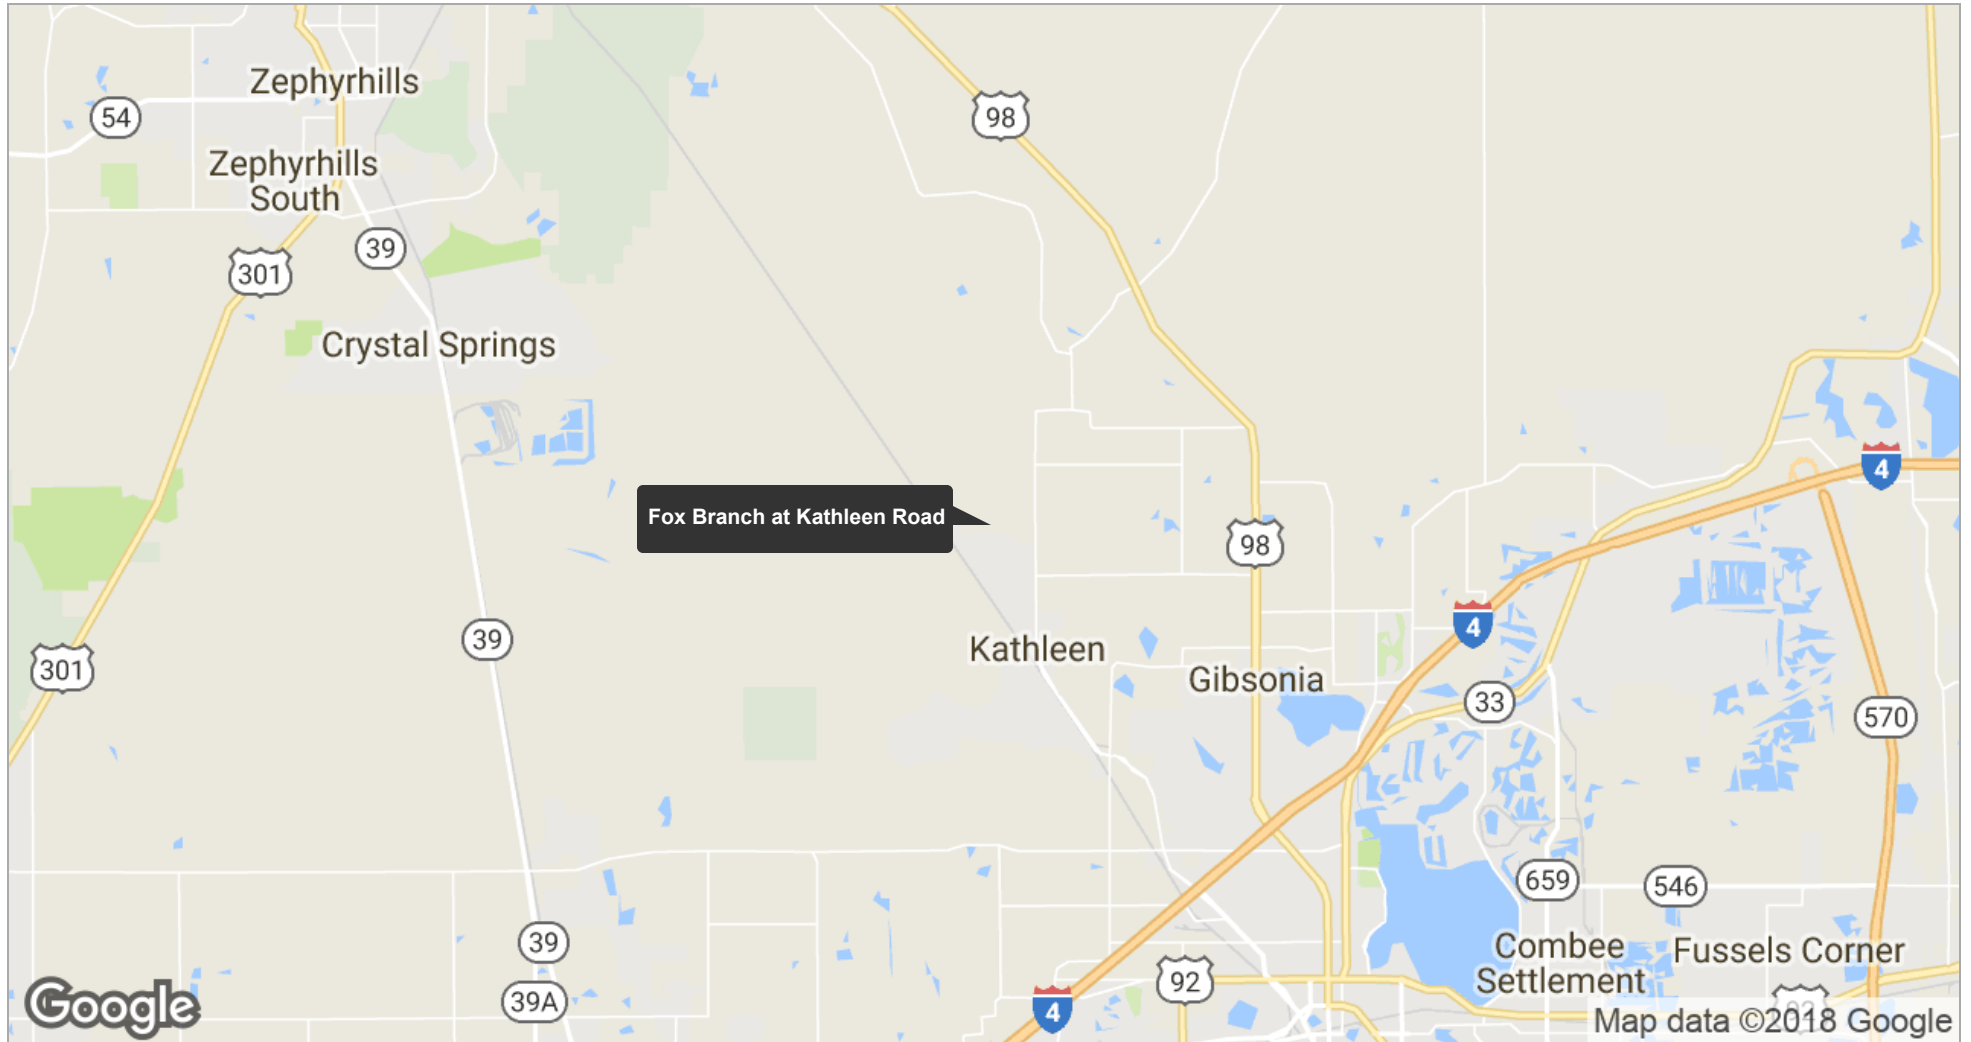 Zephyrhills
54
98
Zephyrhills
South
39
301
Crystal Springs
4
Fox Branch at Kathleen Road
98
4
39
Kathleen
301
Gibsonia
33
570
659
546
39
Combee
Settlement
Fussels Corner
92
39A
4
92
Google
Map data ©2018 Google